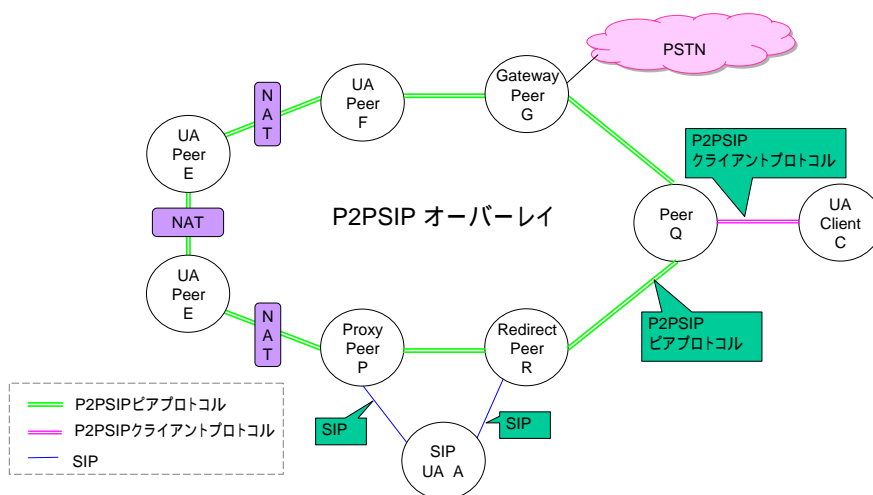 PSTN
Gateway
Peer
G
UA
Peer
F
N
A
T
UA
Peer
E
P2PSIP
クライアントプロトコル
P2PSIP オーバーレイ
NAT
Peer
Q
UA
Client
C
UA
Peer
E
N
A
T
Proxy
Peer
P
Redirect
Peer
R
P2PSIP
ピアプロトコル
P2PSIPピアプロトコル
P2PSIPクライアントプロトコル
SIP
SIP
SIP
SIP
UA A